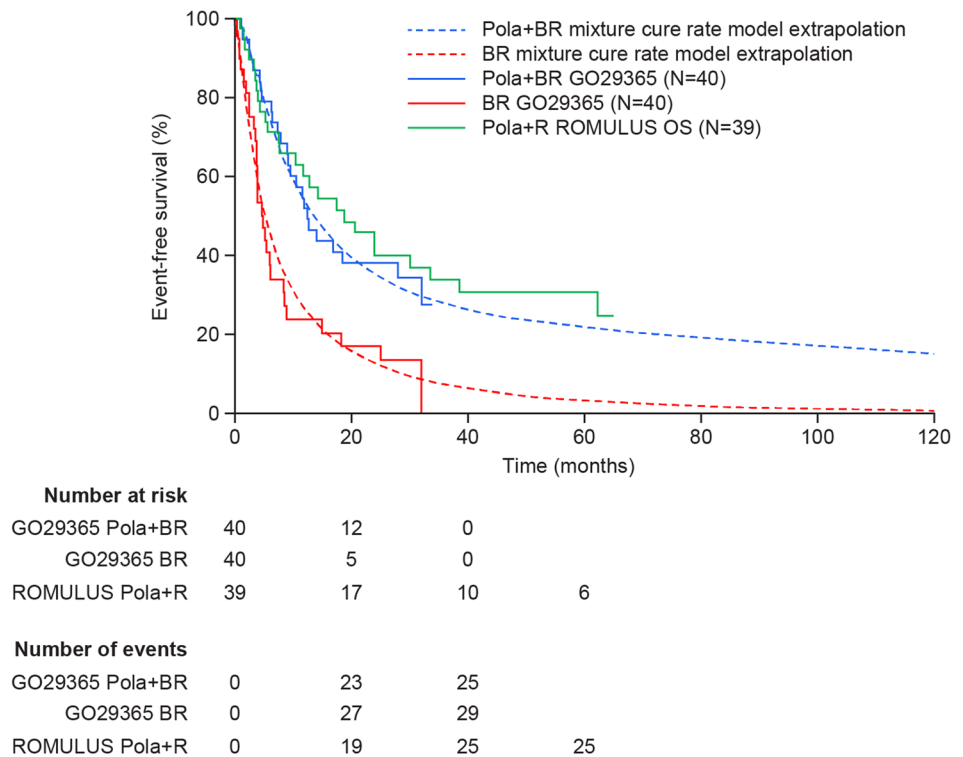 100
80
60
40
20
0
Event-free survival (%)
Pola+BR mixture cure rate model extrapolation
BR mixture cure rate model extrapolation
Pola+BR GO29365 (N=40)
BR GO29365 (N=40)
Pola+R ROMULUS OS (N=39)
0 20 40 60 80 100 120
Time (months)
Number at risk
GO29365 Pola+BR 40 12 0
GO29365 BR 40 5 0
ROMULUS Pola+R 39 17 10 6
Number of events
GO29365 Pola+BR 0 23 25
GO29365 BR 0 27 29
ROMULUS Pola+R 0 19 25 25